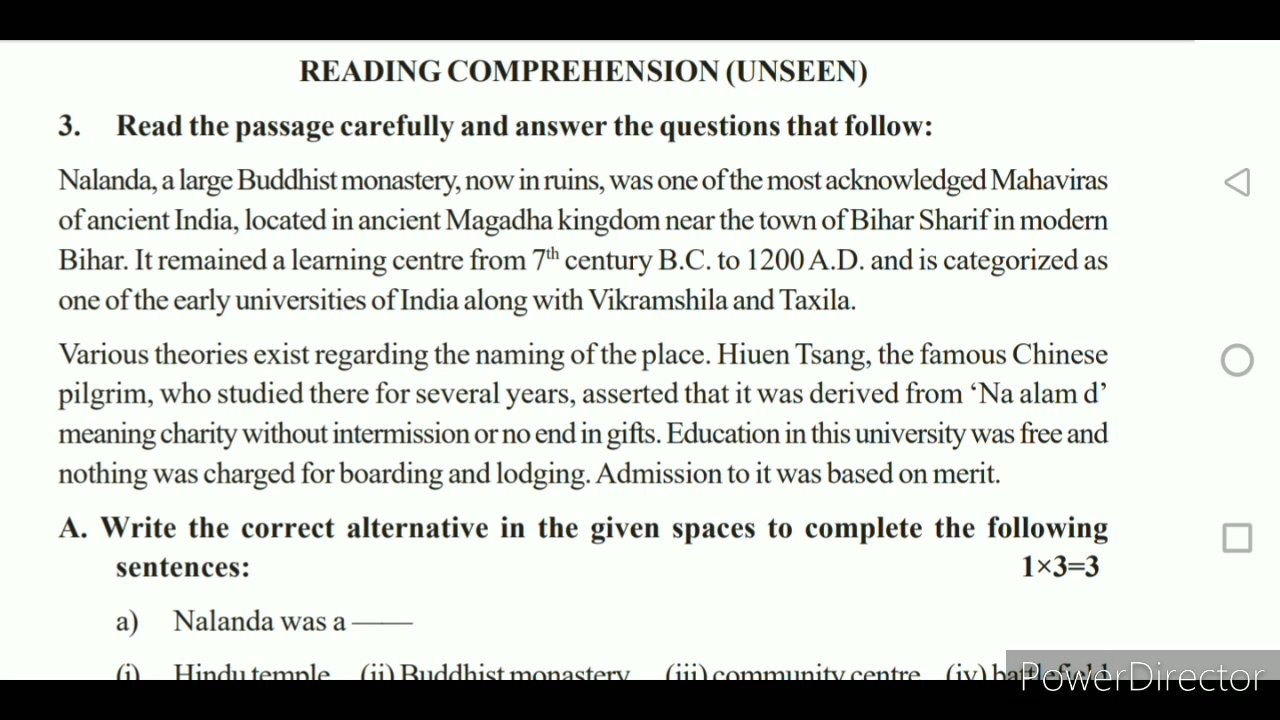 READING COMPREHENSION (UNSEEN)
3. Read the passage carefully and answer the questions that follow:
Nalanda, a large Buddhist monastery, now in ruins, was one of the most acknowledged Mahaviras
of ancient India, located in ancient Magadha kingdom near the town of Bihar Sharif in modern
Bihar. It remained a learning centre from 7th century B.C. to 1200 A.D. and is categorized as
one of the early universities of India along with Vikramshila and Taxila.
Various theories exist regarding the naming of the place. Hiuen Tsang, the famous Chinese
pilgrim, who studied there for several years, asserted that it was derived from ‘Na alam d’
meaning charity without intermission or no end in gifts. Education in this university was free and
nothing was charged for boarding and lodging. Admission to it was based on merit.
A. Write the correct alternative in the given spaces to complete the following
sentences: 1×3=3
a) Nalanda was a ——
(i) Hindu temple (ii) Buddhist monastery (iii) community centre (iv) battlefield
PowerDirector